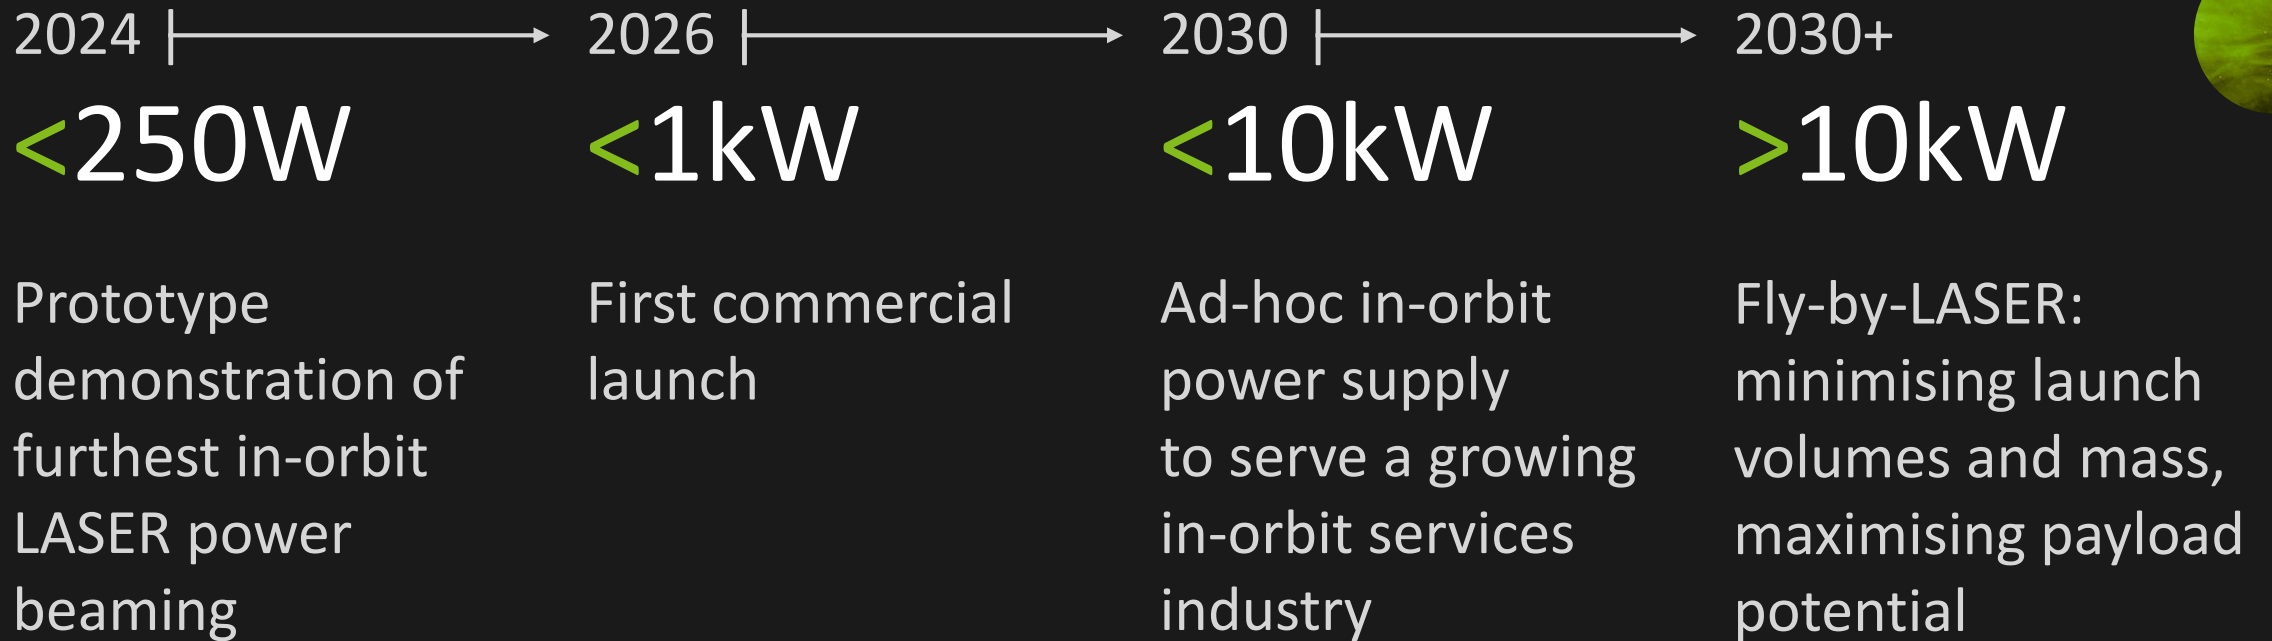 2024
<250W
Prototype
demonstration of
furthest in-orbit
LASER power
beaming
2026
<1kW
First commercial
launch
2030
<10kW
Ad-hoc in-orbit
power supply
to serve a growing
in-orbit services
industry
2030+
>10kW
Fly-by-LASER:
minimising launch
volumes and mass,
maximising payload
potential